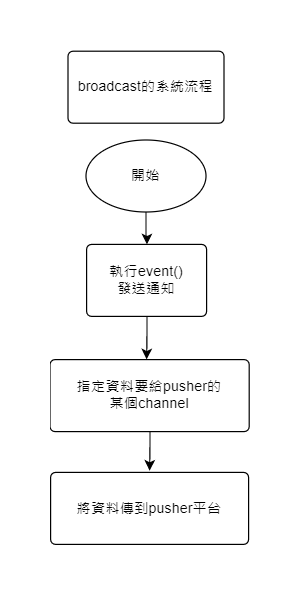 broadcast的系統流程
開始
執行event()
發送通知
指定資料要給pusher的
某個channel
將資料傳到pusher平台